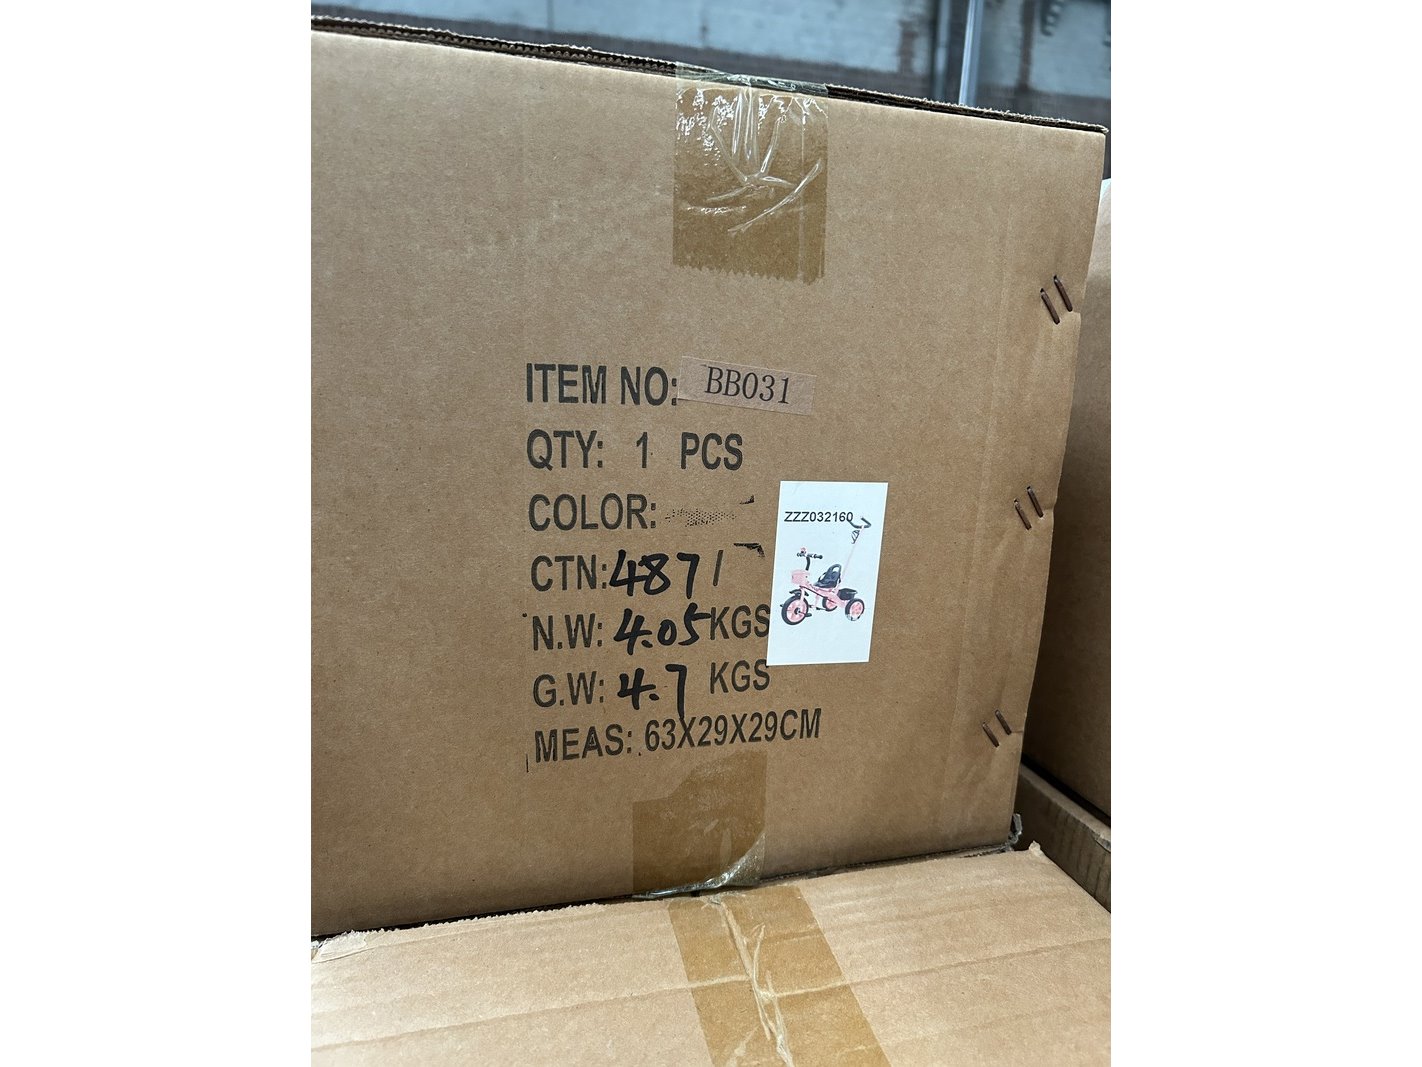 ITEM NO: BB031
QTY: 1 PCS
COLOR:
CTN: 487/
N.W: 4.05 KGS
G.W: 4.7 KGS
MEAS: 63X29X29CM
ZZZ032160